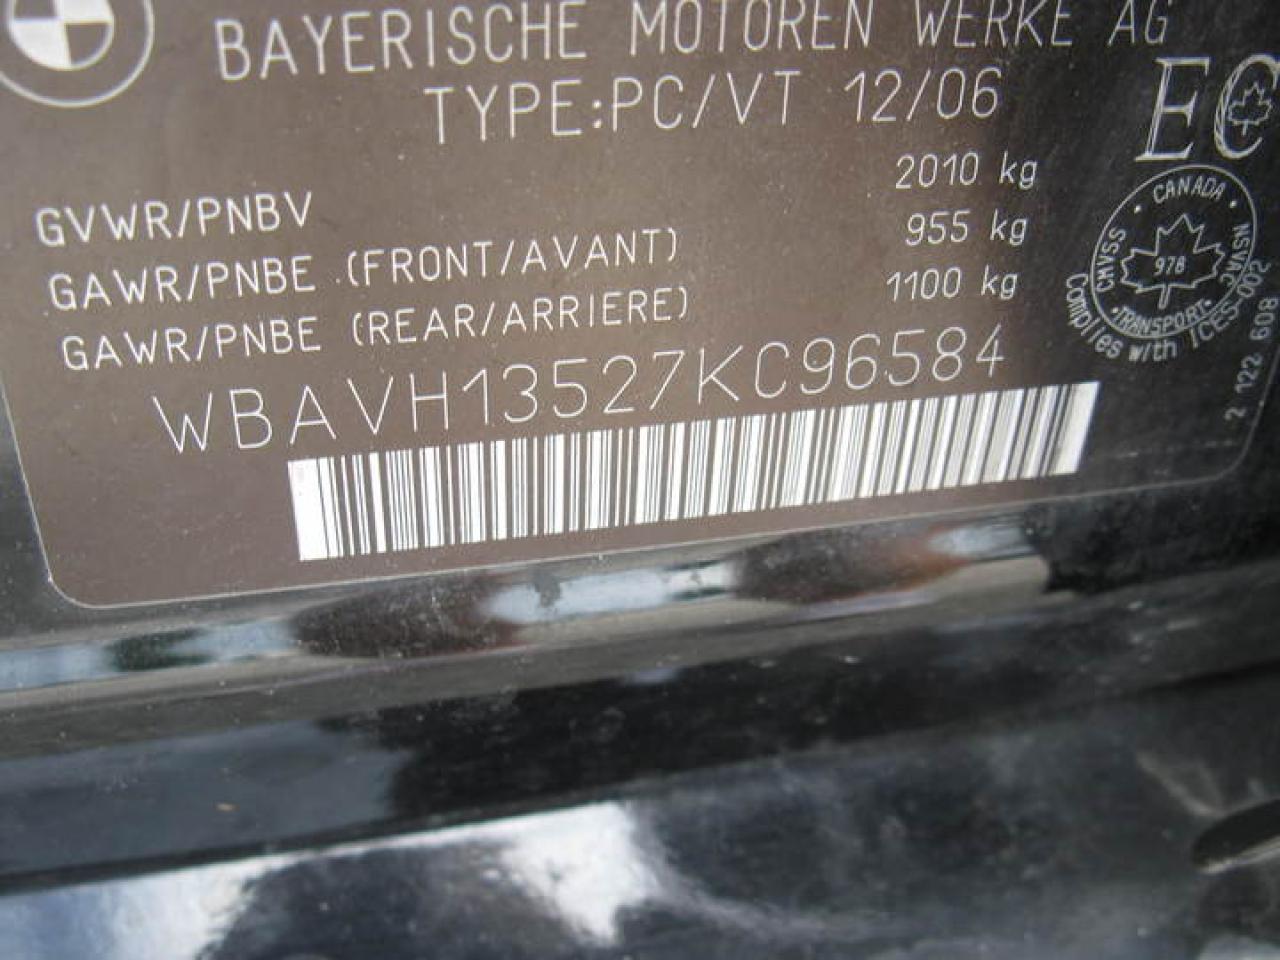 BAYERISCHE MOTOREN WERKE AG
TYPE:PC/VT 12/06
EC
GVWR/PNBV 2010 kg
GAWR/PNBE (FRONT/AVANT) 955 kg
GAWR/PNBE (REAR/ARRIERE) 1100 kg
WBAVH13527KC96584
• CANADA •
CMVSS
NSVAC
978
•TRANSPORT•
Complies with ICES-002
2 122 608